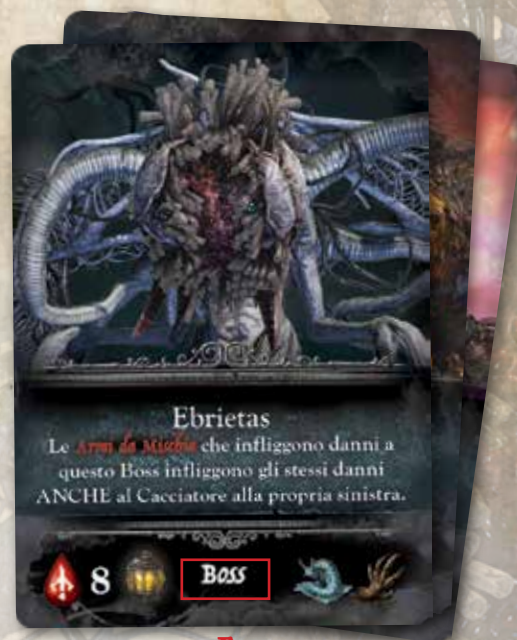 Ebrietas
Le Armi da Mischia che infliggono danni a
questo Boss infliggono gli stessi danni
ANCHE al Cacciatore alla propria sinistra.
8 Boss